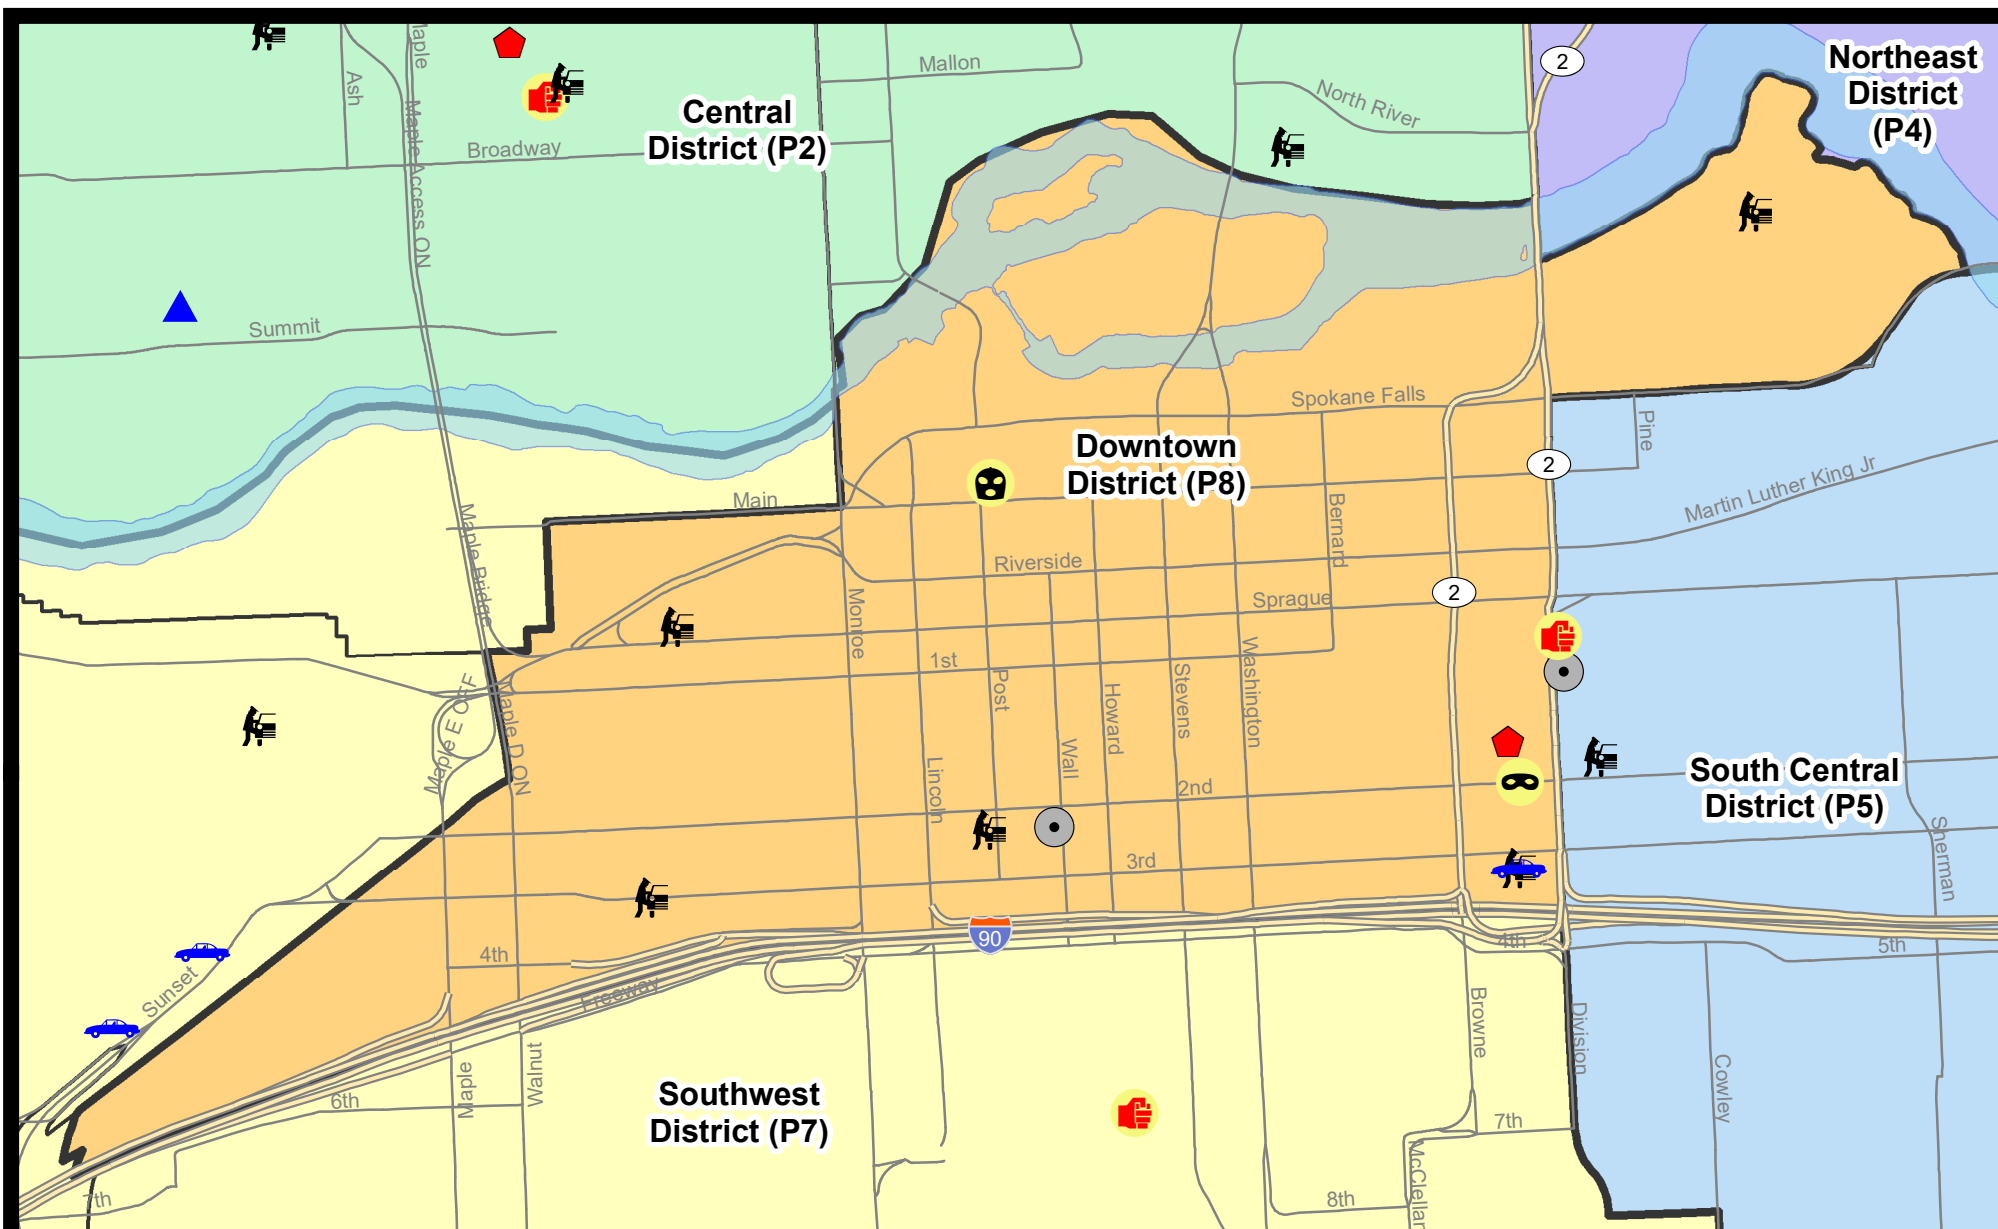 Maple
2
Northeast
District
(P4)
Mallon
Ash
North River
Central
District (P2)
Maple Access ON
Broadway
Summit
Spokane Falls
Pine
Downtown
District (P8)
2
Martin Luther King Jr
Main
Bernard
Maple Bridge
Riverside
2
Sprague
Monroe
1st
Post
Howard
Stevens
Washington
Maple E OFF
Maple D ON
Wall
Lincoln
2nd
South Central
District (P5)
Sherman
3rd
90
4th
4th
5th
Sunset
Freeway
Browne
Division
Maple
Walnut
Cowley
6th
Southwest
District (P7)
7th
McClellan
7th
8th